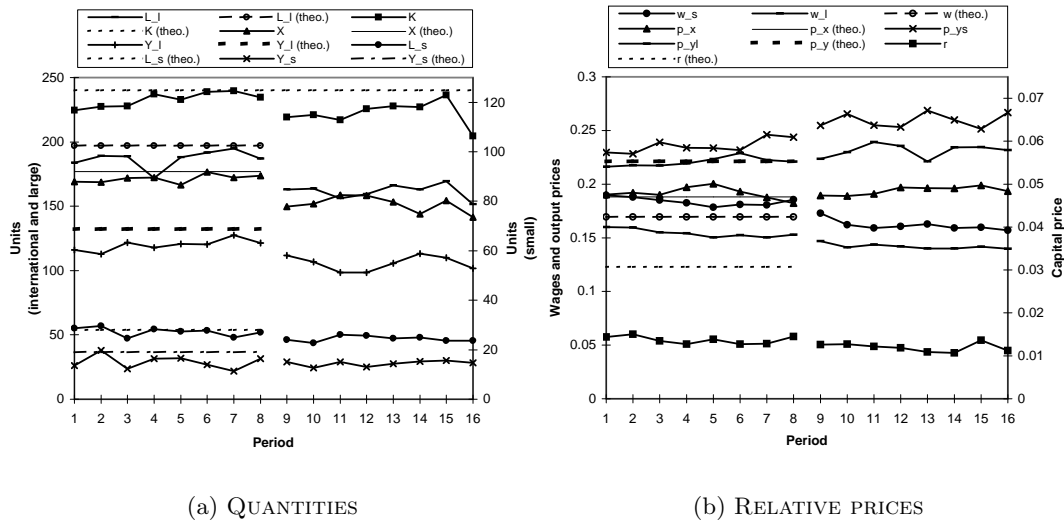 L_l L_l (theo.) K
K (theo.) X X (theo.)
Y_l Y_l (theo.) L_s
L_s (theo.) Y_s Y_s (theo.)
250
200
150
100
50
0
Units
(international and large)
120
100
80
60
40
20
0
Units
(small)
1 2 3 4 5 6 7 8 9 10 11 12 13 14 15 16
Period
(a) QUANTITIES
w_s w_l w (theo.)
p_x p_x (theo.) p_ys
p_yl p_y (theo.) r
r (theo.)
0.3
0.25
0.2
0.15
0.1
0.05
0
Wages and output prices
0.07
0.06
0.05
0.04
0.03
0.02
0.01
0
Capital price
1 2 3 4 5 6 7 8 9 10 11 12 13 14 15 16
Period
(b) RELATIVE PRICES